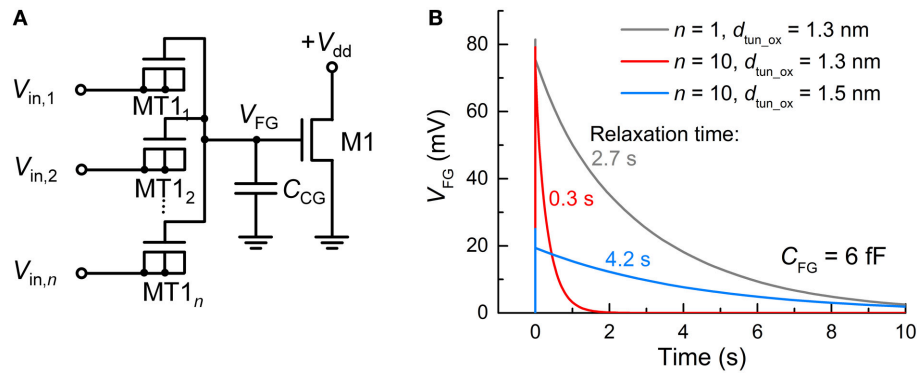 A
V_in,1
MT1_1
V_in,2
MT1_2
V_in,n
MT1_n
V_FG
+V_dd
M1
C_CG
B
V_FG (mV)
80
60
40
20
0
n = 1, d_tun_ox = 1.3 nm
n = 10, d_tun_ox = 1.3 nm
n = 10, d_tun_ox = 1.5 nm
Relaxation time:
2.7 s
0.3 s
4.2 s
C_FG = 6 fF
0 2 4 6 8 10
Time (s)